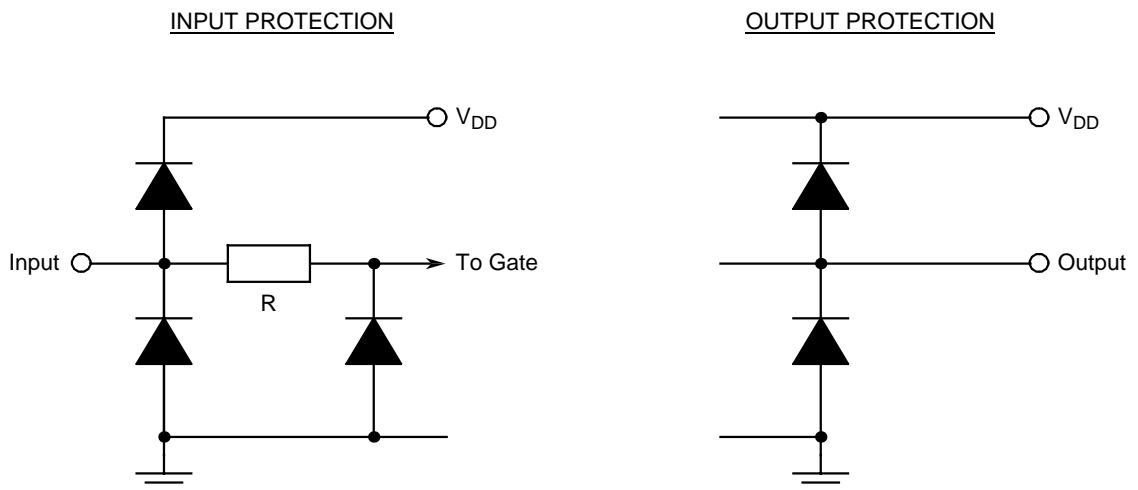 INPUT PROTECTION
V_DD
Input
To Gate
R
OUTPUT PROTECTION
V_DD
Output